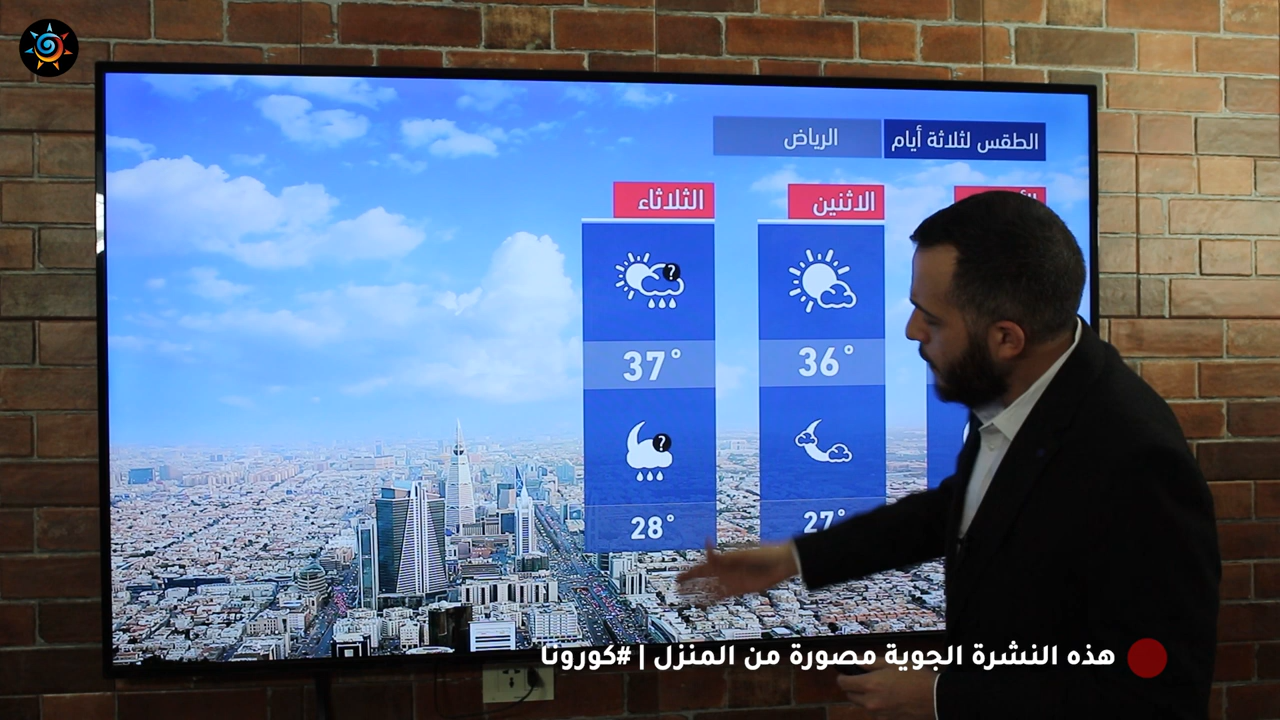 الطقس لثلاثة أيام
الرياض
الاثنين
الثلاثاء
?
36°
37°
?
27°
28°
هذه النشرة الجوية مصورة من المنزل | #كورونا